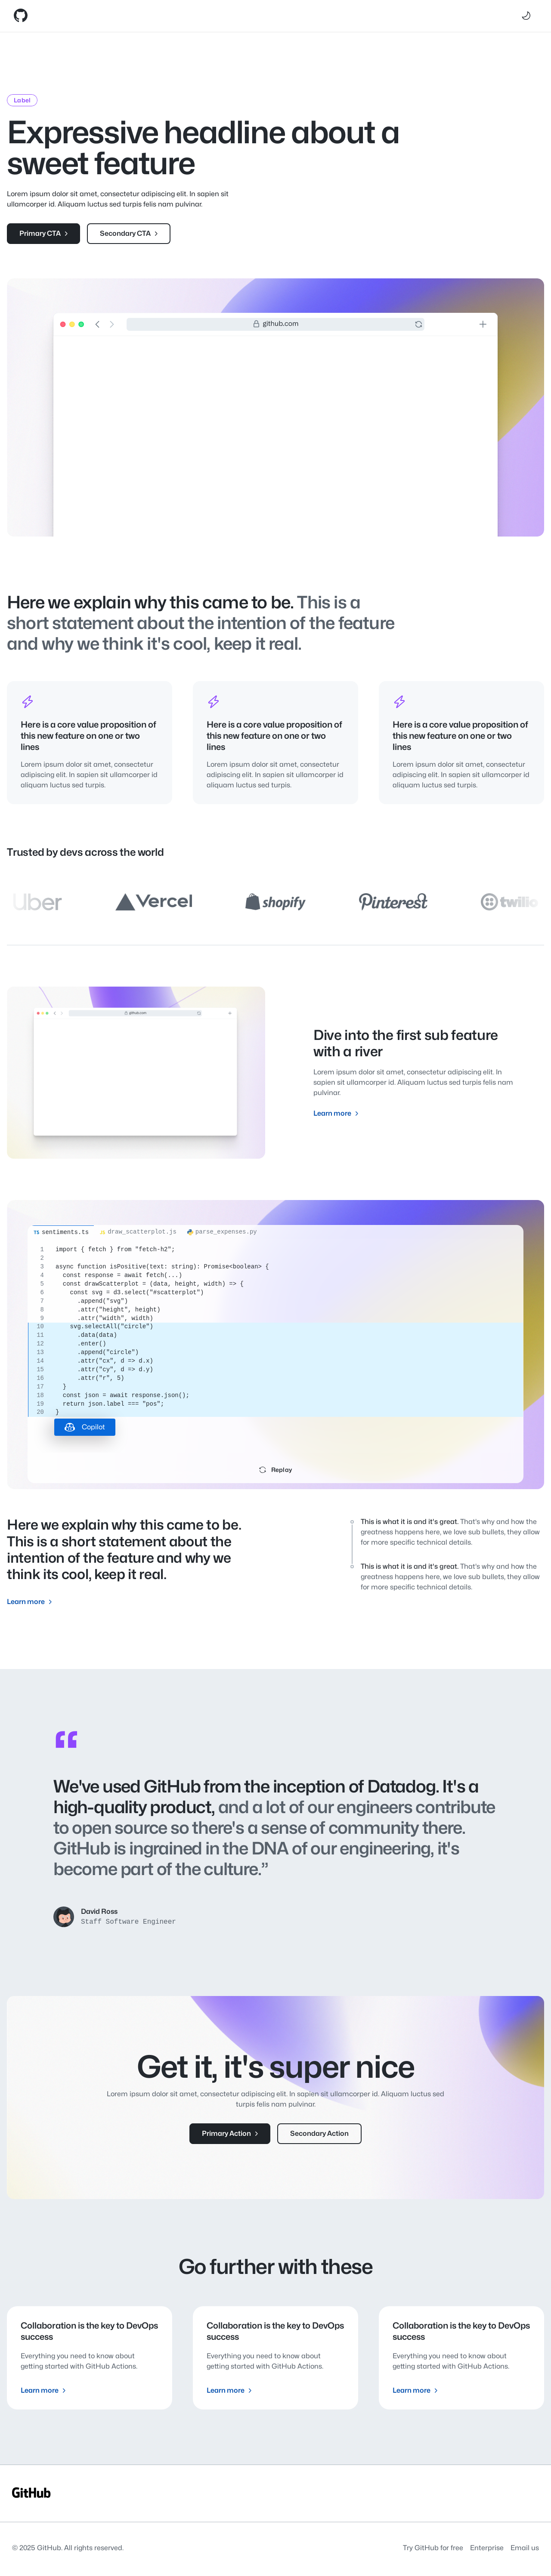 Label
Expressive headline about a
sweet feature
Lorem ipsum dolor sit amet, consectetur adipiscing elit. In sapien sit
ullamcorper id. Aliquam luctus sed turpis felis nam pulvinar.
Primary CTA
Secondary CTA
github.com
Here we explain why this came to be. This is a
short statement about the intention of the feature
and why we think it's cool, keep it real.
Here is a core value proposition of
this new feature on one or two
lines
Lorem ipsum dolor sit amet, consectetur
adipiscing elit. In sapien sit ullamcorper id
aliquam luctus sed turpis.
Here is a core value proposition of
this new feature on one or two
lines
Lorem ipsum dolor sit amet, consectetur
adipiscing elit. In sapien sit ullamcorper id
aliquam luctus sed turpis.
Here is a core value proposition of
this new feature on one or two
lines
Lorem ipsum dolor sit amet, consectetur
adipiscing elit. In sapien sit ullamcorper id
aliquam luctus sed turpis.
Trusted by devs across the world
Uber
Vercel
shopify
Pinterest
twilio
github.com
Dive into the first sub feature
with a river
Lorem ipsum dolor sit amet, consectetur adipiscing elit. In
sapien sit ullamcorper id. Aliquam luctus sed turpis felis nam
pulvinar.
Learn more
TS sentiments.ts
JS draw_scatterplot.js
parse_expenses.py
1 import { fetch } from "fetch-h2";
2
3 async function isPositive(text: string): Promise<boolean> {
4 const response = await fetch(...)
5 const drawScatterplot = (data, height, width) => {
6 const svg = d3.select("#scatterplot")
7 .append("svg")
8 .attr("height", height)
9 .attr("width", width)
10 svg.selectAll("circle")
11 .data(data)
12 .enter()
13 .append("circle")
14 .attr("cx", d => d.x)
15 .attr("cy", d => d.y)
16 .attr("r", 5)
17 }
18 const json = await response.json();
19 return json.label === "pos";
20 }
Copilot
Replay
Here we explain why this came to be.
This is a short statement about the
intention of the feature and why we
think its cool, keep it real.
Learn more
This is what it is and it's great. That's why and how the
greatness happens here, we love sub bullets, they allow
for more specific technical details.
This is what it is and it's great. That's why and how the
greatness happens here, we love sub bullets, they allow
for more specific technical details.
“
We've used GitHub from the inception of Datadog. It's a
high-quality product, and a lot of our engineers contribute
to open source so there's a sense of community there.
GitHub is ingrained in the DNA of our engineering, it's
become part of the culture.”
David Ross
Staff Software Engineer
Get it, it's super nice
Lorem ipsum dolor sit amet, consectetur adipiscing elit. In sapien sit ullamcorper id. Aliquam luctus sed
turpis felis nam pulvinar.
Primary Action
Secondary Action
Go further with these
Collaboration is the key to DevOps
success
Everything you need to know about
getting started with GitHub Actions.
Learn more
Collaboration is the key to DevOps
success
Everything you need to know about
getting started with GitHub Actions.
Learn more
Collaboration is the key to DevOps
success
Everything you need to know about
getting started with GitHub Actions.
Learn more
GitHub
© 2025 GitHub. All rights reserved.
Try GitHub for free
Enterprise
Email us